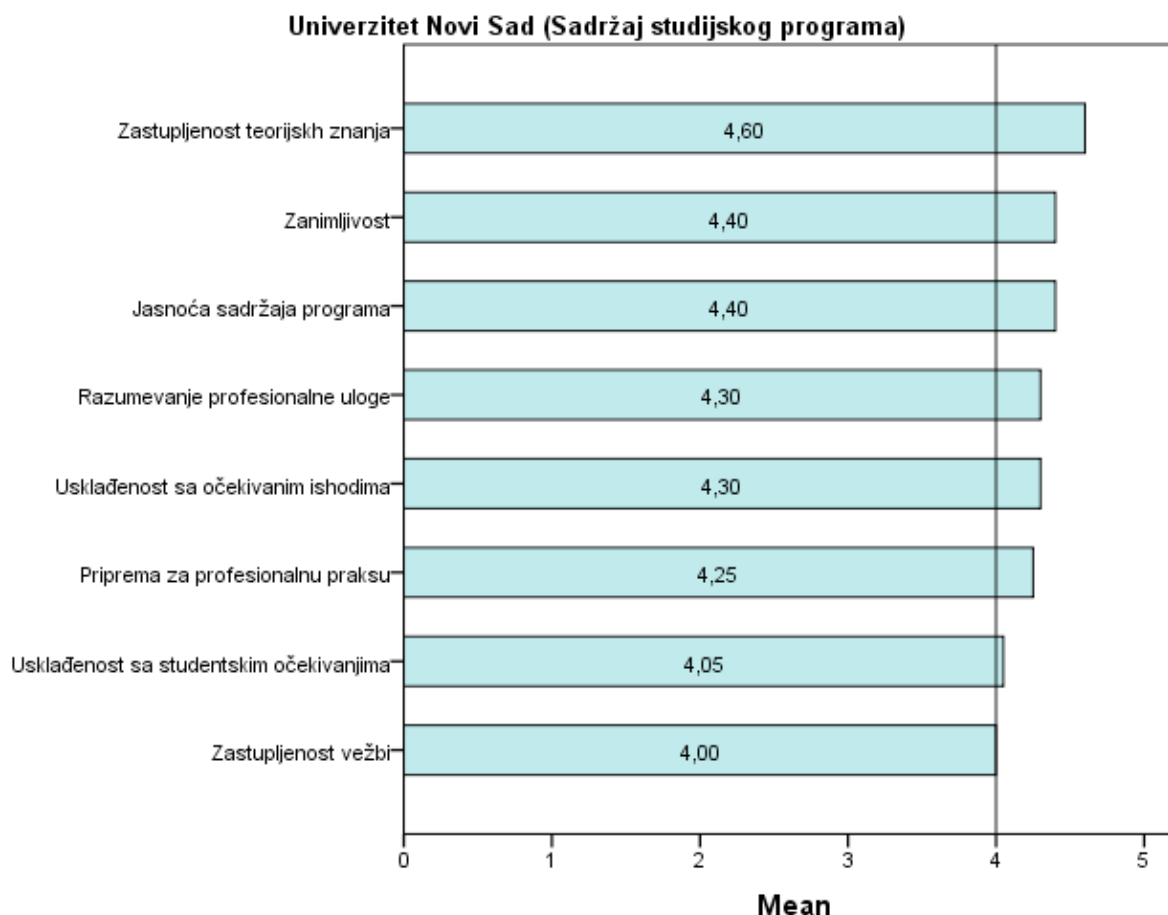 Univerzitet Novi Sad (Sadržaj studijskog programa)
Zastupljenost teorijskh znanja 4,60
Zanimljivost 4,40
Jasnoća sadržaja programa 4,40
Razumevanje profesionalne uloge 4,30
Usklađenost sa očekivanim ishodima 4,30
Priprema za profesionalnu praksu 4,25
Usklađenost sa studentskim očekivanjima 4,05
Zastupljenost vežbi 4,00
0 1 2 3 4 5
Mean